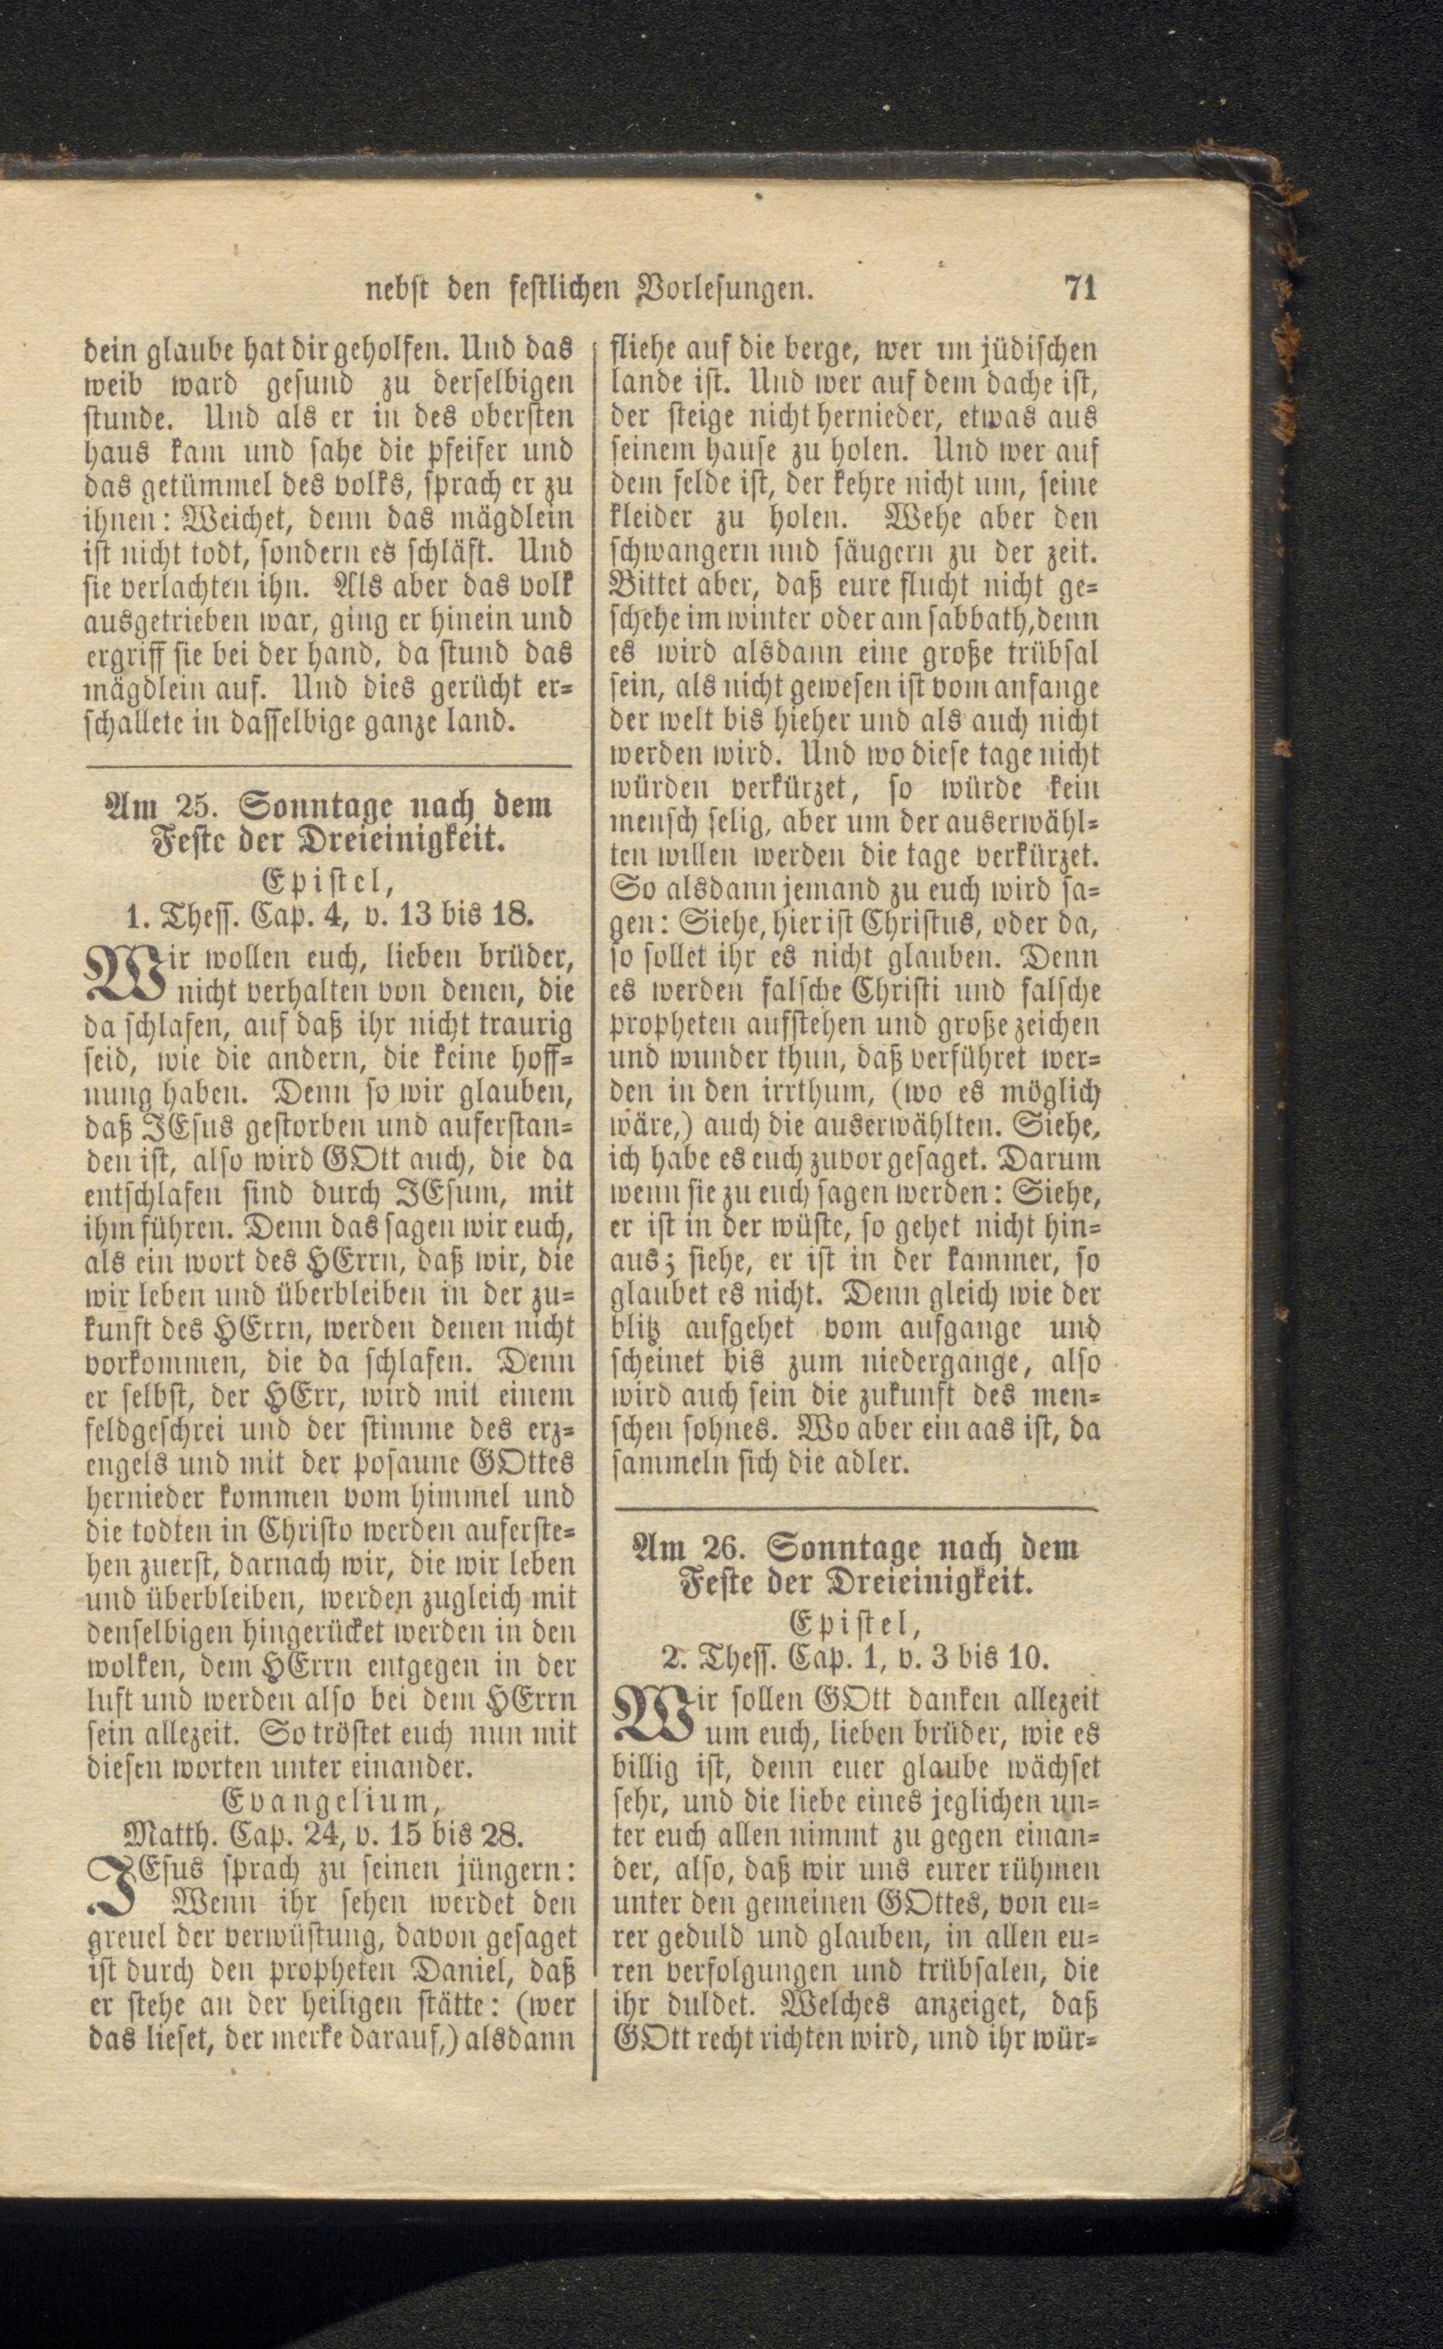 nebst den festlichen Vorlesungen. 71
dein glaube hat dir geholfen. Und das
weib ward gesund zu derselbigen
stunde. Und als er in des obersten
haus kam und sahe die pfeifer und
das getümmel des volks, sprach er zu
ihnen: Weichet, denn das mägdlein
ist nicht todt, sondern es schläft. Und
sie verlachten ihn. Als aber das volk
ausgetrieben war, ging er hinein und
ergriff sie bei der hand, da stund das
mägdlein auf. Und dies gerücht er-
schallete in dasselbige ganze land.
Am 25. Sonntage nach dem
Feste der Dreieinigkeit.
Epistel,
1. Thess. Cap. 4, v. 13 bis 18.
Wir wollen euch, lieben brüder,
nicht verhalten von denen, die
da schlafen, auf daß ihr nicht traurig
seid, wie die andern, die keine hoff-
nung haben. Denn so wir glauben,
daß JEsus gestorben und auferstan-
den ist, also wird GOtt auch, die da
entschlafen sind durch JEsum, mit
ihm führen. Denn das sagen wir euch,
als ein wort des HErrn, daß wir, die
wir leben und überbleiben in der zu-
kunft des HErrn, werden denen nicht
vorkommen, die da schlafen. Denn
er selbst, der HErr, wird mit einem
feldgeschrei und der stimme des erz-
engels und mit der posaune GOttes
hernieder kommen vom himmel und
die todten in Christo werden auferste-
hen zuerst, darnach wir, die wir leben
und überbleiben, werden zugleich mit
denselbigen hingerücket werden in den
wolken, dem HErrn entgegen in der
luft und werden also bei dem HErrn
sein allezeit. So tröstet euch nun mit
diesen worten unter einander.
Evangelium,
Matth. Cap. 24, v. 15 bis 28.
JEsus sprach zu seinen jüngern:
Wenn ihr sehen werdet den
greuel der verwüstung, davon gesaget
ist durch den propheten Daniel, daß
er stehe an der heiligen stätte: (wer
das lieset, der merke darauf,) alsdann
fliehe auf die berge, wer im jüdischen
lande ist. Und wer auf dem dache ist,
der steige nicht hernieder, etwas aus
seinem hause zu holen. Und wer auf
dem felde ist, der kehre nicht um, seine
kleider zu holen. Wehe aber den
schwangern und säugern zu der zeit.
Bittet aber, daß eure flucht nicht ge-
schehe im winter oder am sabbath, denn
es wird alsdann eine große trübsal
sein, als nicht gewesen ist vom anfange
der welt bis hieher und als auch nicht
werden wird. Und wo diese tage nicht
würden verkürzet, so würde kein
mensch selig, aber um der auserwähl-
ten willen werden die tage verkürzet.
So alsdann jemand zu euch wird sa-
gen: Siehe, hier ist Christus, oder da,
so sollet ihr es nicht glauben. Denn
es werden falsche Christi und falsche
propheten aufstehen und große zeichen
und wunder thun, daß verführet wer-
den in den irrthum, (wo es möglich
wäre,) auch die auserwählten. Siehe,
ich habe es euch zuvor gesaget. Darum
wenn sie zu euch sagen werden: Siehe,
er ist in der wüste, so gehet nicht hin-
aus; siehe, er ist in der kammer, so
glaubet es nicht. Denn gleich wie der
blitz aufgehet vom aufgange und
scheinet bis zum niedergange, also
wird auch sein die zukunft des men-
schen sohnes. Wo aber ein aas ist, da
sammeln sich die adler.
Am 26. Sonntage nach dem
Feste der Dreieinigkeit.
Epistel,
2. Thess. Cap. 1, v. 3 bis 10.
Wir sollen GOtt danken allezeit
um euch, lieben brüder, wie es
billig ist, denn euer glaube wächset
sehr, und die liebe eines jeglichen un-
ter euch allen nimmt zu gegen einan-
der, also, daß wir uns eurer rühmen
unter den gemeinen GOttes, von eu-
rer geduld und glauben, in allen eu-
ren verfolgungen und trübsalen, die
ihr duldet. Welches anzeiget, daß
GOtt recht richten wird, und ihr wür-